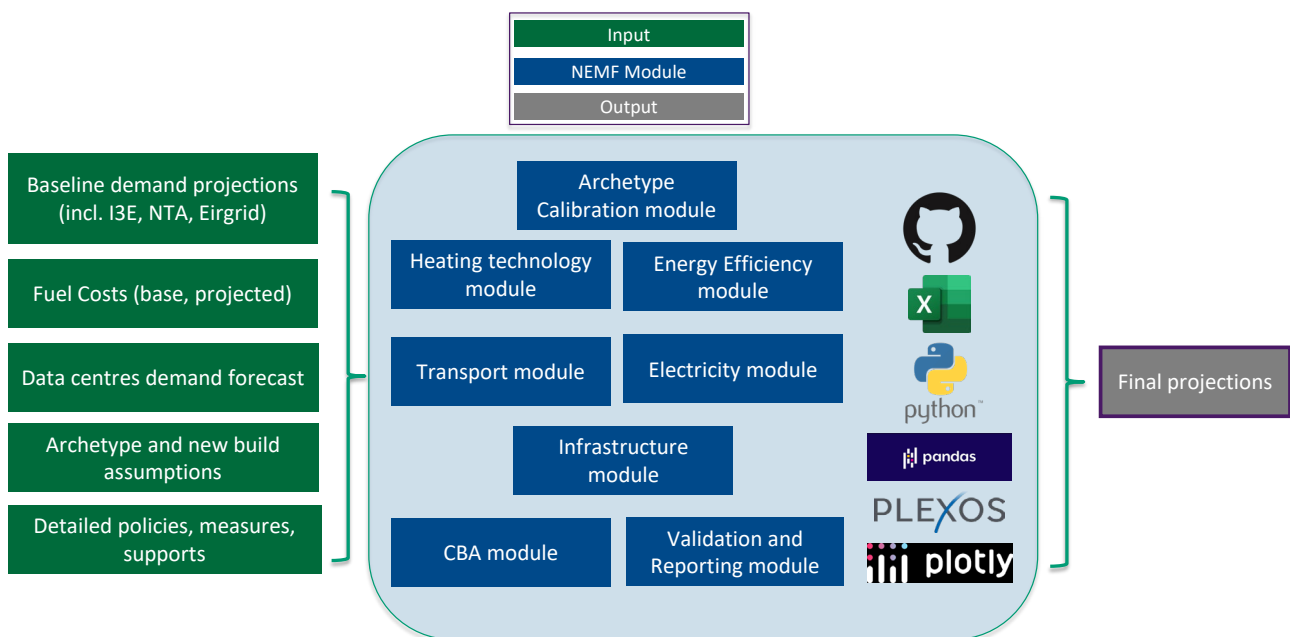 Input
NEMF Module
Output
Baseline demand projections
(incl. I3E, NTA, Eirgrid)
Fuel Costs (base, projected)
Data centres demand forecast
Archetype and new build
assumptions
Detailed policies, measures,
supports
Archetype
Calibration module
Heating technology
module
Energy Efficiency
module
Transport module
Electricity module
Infrastructure
module
CBA module
Validation and
Reporting module
X
python™
pandas
PLEXOS
plotly
Final projections